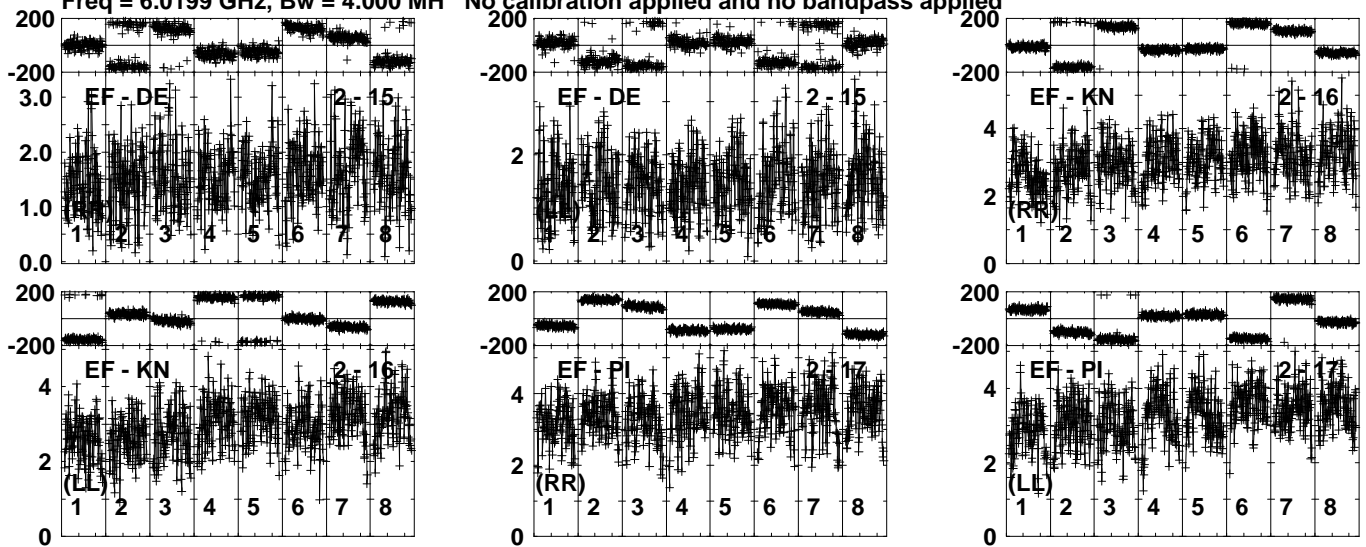 Freq = 6.0199 GHz, Bw = 4.000 MH No calibration applied and no bandpass applied
200
-200
EF - DE 2 - 15
3.0
2.0
1.0
0.0
(RR)
1 2 3 4 5 6 7 8
EF - DE 2 - 15
2
0
(LL)
1 2 3 4 5 6 7 8
200
-200
200
-200
EF - KN 2 - 16
4
2
0
(RR)
1 2 3 4 5 6 7 8
200
-200
EF - KN 2 - 16
4
2
0
(LL)
1 2 3 4 5 6 7 8
200
-200
EF - PI 2 - 17
4
2
0
(RR)
1 2 3 4 5 6 7 8
200
-200
EF - PI 2 - 17
4
2
0
(LL)
1 2 3 4 5 6 7 8